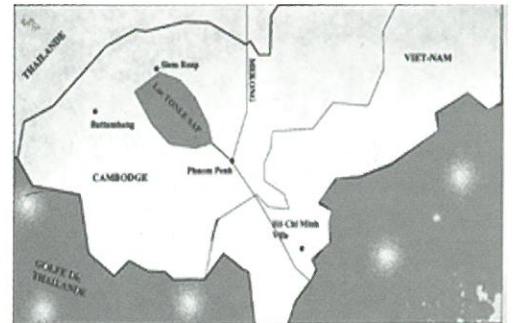 THAILANDE
VIET-NAM
Siem Reap
MEKONG
Lac TONLE SAP
Battambang
Phnom Penh
CAMBODGE
Hô-Chi Minh
Ville
GOLFE De
THAILANDE